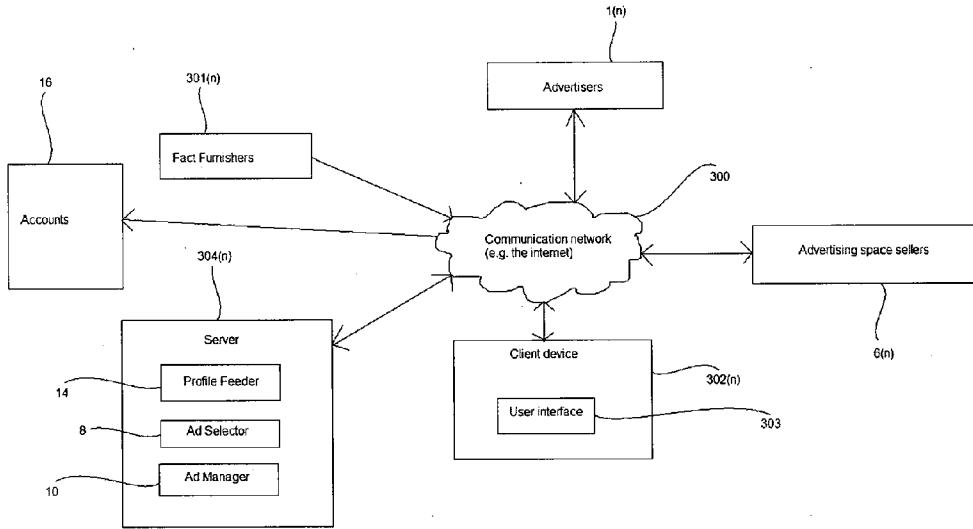 1(n)
Advertisers
16
301(n)
Fact Furnishers
300
Accounts
Communication network
(e.g. the internet)
Advertising space sellers
304(n)
6(n)
Server
Client device
14
Profile Feeder
302(n)
User interface
303
8
Ad Selector
Ad Manager
10